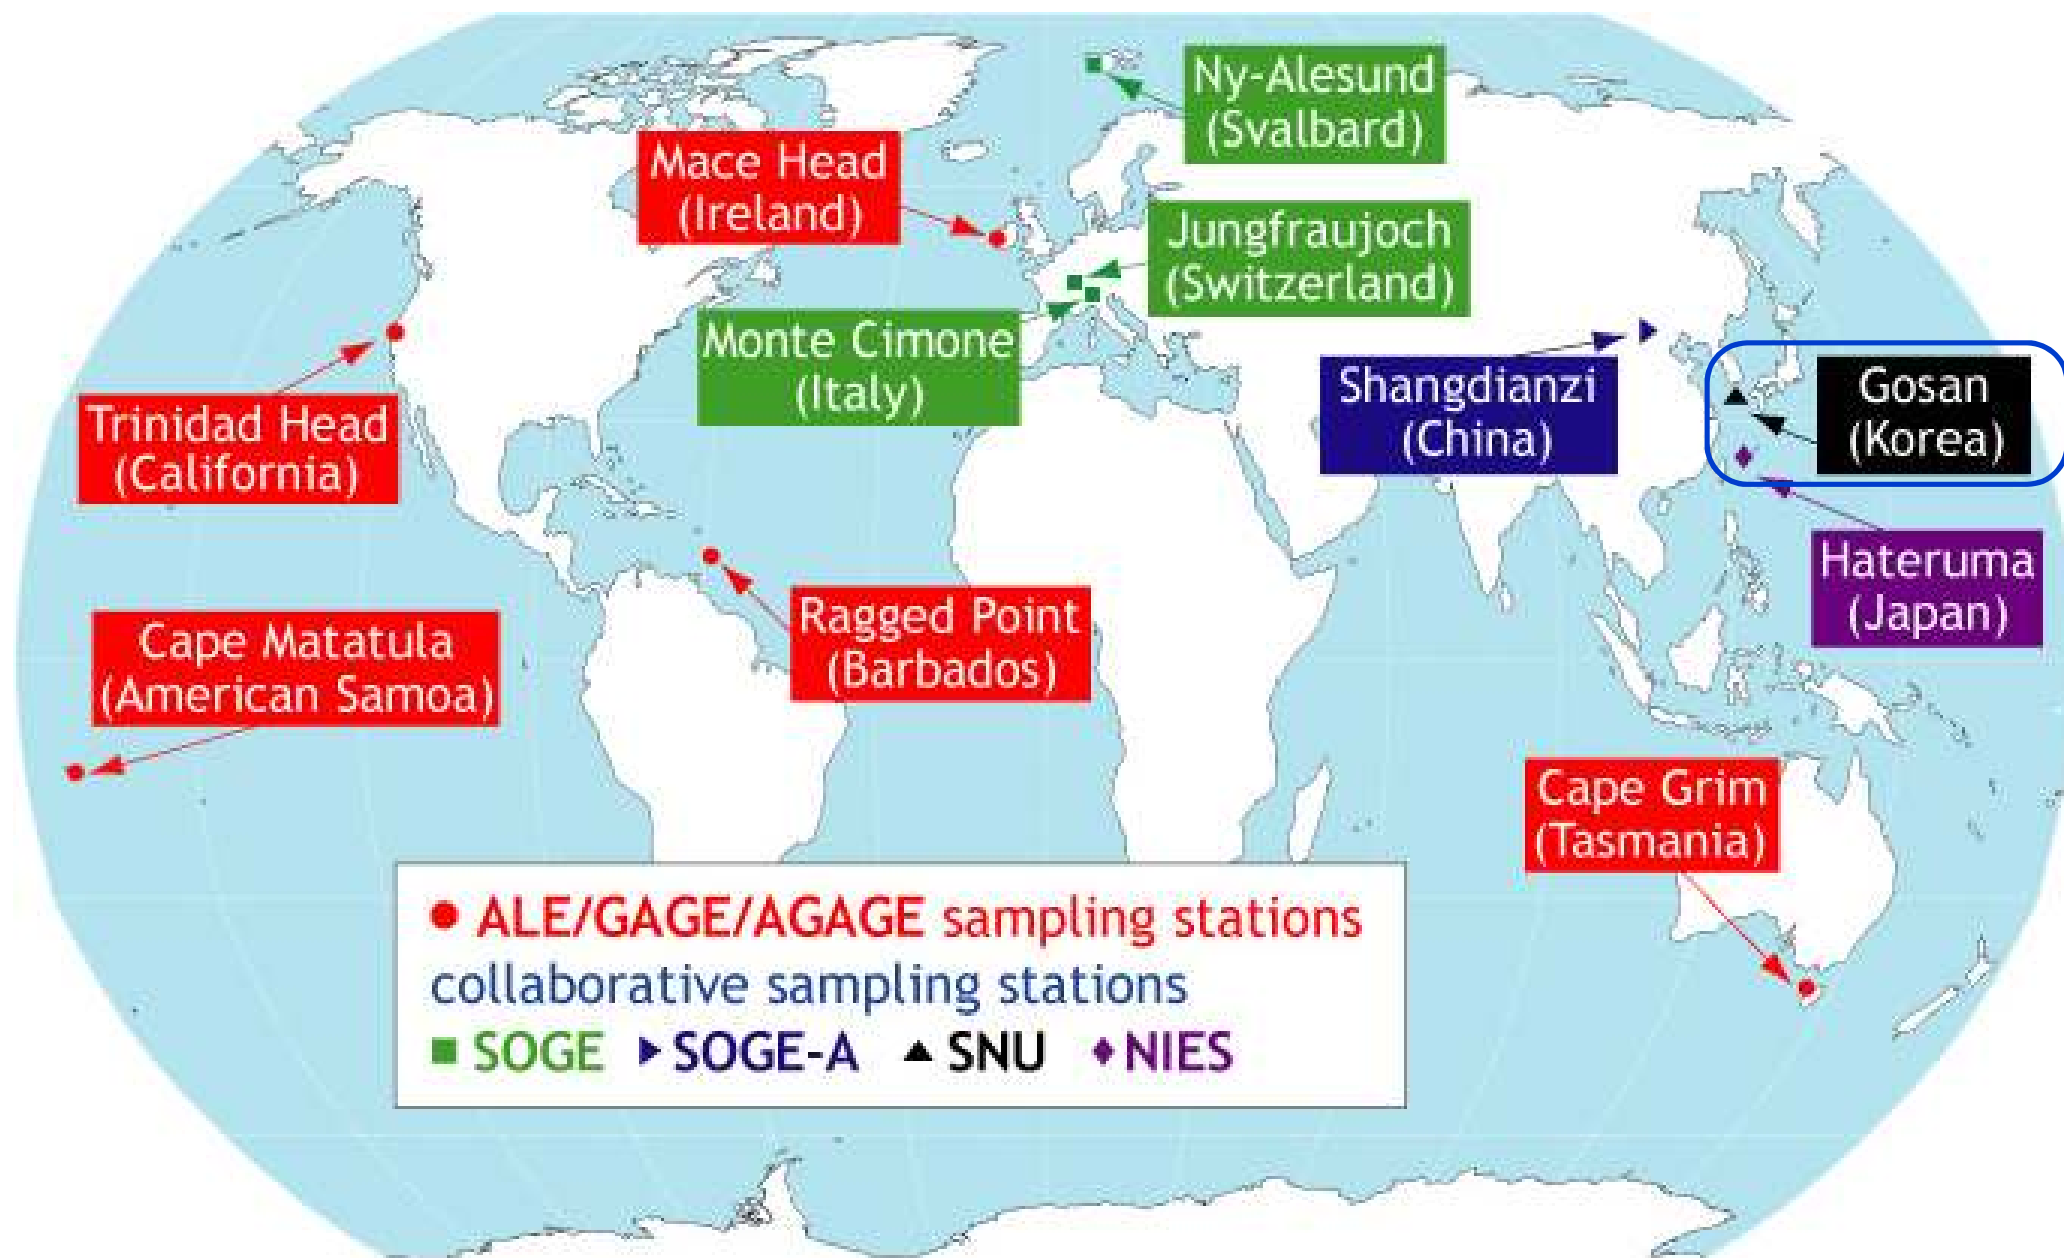 Ny-Alesund
(Svalbard)
Mace Head
(Ireland)
Jungfraujoch
(Switzerland)
Monte Cimone
(Italy)
Shangdianzi
(China)
Gosan
(Korea)
Trinidad Head
(California)
Hateruma
(Japan)
Ragged Point
(Barbados)
Cape Matatula
(American Samoa)
Cape Grim
(Tasmania)
ALE/GAGE/AGAGE sampling stations
collaborative sampling stations
SOGE SOGE-A SNU NIES